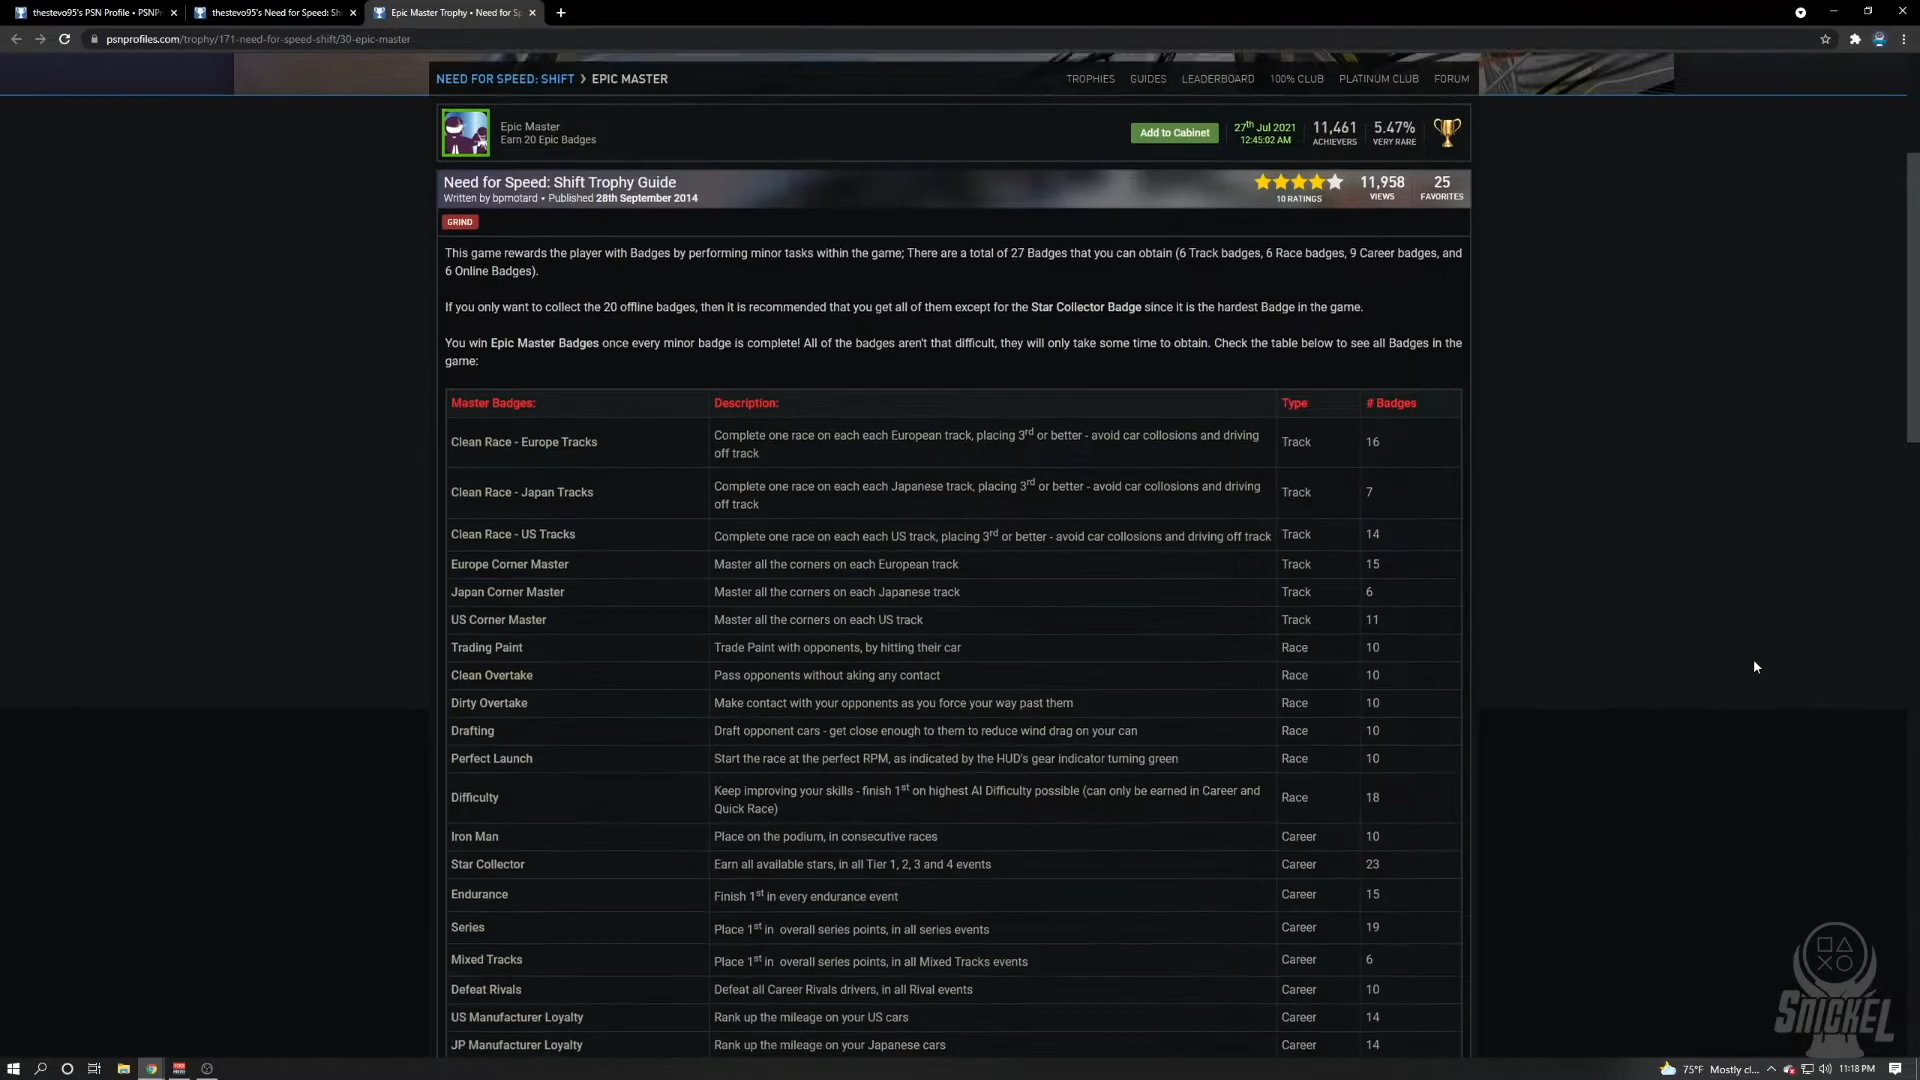 thestevo95's PSN Profile • PSNP
thestevo95's Need for Speed: Sh
Epic Master Trophy • Need for Sp
psnprofiles.com/trophy/171-need-for-speed-shift/30-epic-master
NEED FOR SPEED: SHIFT > EPIC MASTER
TROPHIES GUIDES LEADERBOARD 100% CLUB PLATINUM CLUB FORUM
Epic Master
Earn 20 Epic Badges
Add to Cabinet
27th Jul 2021
12:45:02 AM
11,461
ACHIEVERS
5.47%
VERY RARE
Need for Speed: Shift Trophy Guide
Written by bpmotard • Published 28th September 2014
10 RATINGS
11,958
VIEWS
25
FAVORITES
GRIND
This game rewards the player with Badges by performing minor tasks within the game; There are a total of 27 Badges that you can obtain (6 Track badges, 6 Race badges, 9 Career badges, and
6 Online Badges).
If you only want to collect the 20 offline badges, then it is recommended that you get all of them except for the Star Collector Badge since it is the hardest Badge in the game.
You win Epic Master Badges once every minor badge is complete! All of the badges aren't that difficult, they will only take some time to obtain. Check the table below to see all Badges in the
game:
Master Badges: Description: Type # Badges
Clean Race - Europe Tracks Complete one race on each each European track, placing 3rd or better - avoid car collosions and driving
off track Track 16
Clean Race - Japan Tracks Complete one race on each each Japanese track, placing 3rd or better - avoid car collosions and driving
off track Track 7
Clean Race - US Tracks Complete one race on each each US track, placing 3rd or better - avoid car collosions and driving off track Track 14
Europe Corner Master Master all the corners on each European track Track 15
Japan Corner Master Master all the corners on each Japanese track Track 6
US Corner Master Master all the corners on each US track Track 11
Trading Paint Trade Paint with opponents, by hitting their car Race 10
Clean Overtake Pass opponents without aking any contact Race 10
Dirty Overtake Make contact with your opponents as you force your way past them Race 10
Drafting Draft opponent cars - get close enough to them to reduce wind drag on your can Race 10
Perfect Launch Start the race at the perfect RPM, as indicated by the HUD's gear indicator turning green Race 10
Difficulty Keep improving your skills - finish 1st on highest AI Difficulty possible (can only be earned in Career and
Quick Race) Race 18
Iron Man Place on the podium, in consecutive races Career 10
Star Collector Earn all available stars, in all Tier 1, 2, 3 and 4 events Career 23
Endurance Finish 1st in every endurance event Career 15
Series Place 1st in overall series points, in all series events Career 19
Mixed Tracks Place 1st in overall series points, in all Mixed Tracks events Career 6
Defeat Rivals Defeat all Career Rivals drivers, in all Rival events Career 10
US Manufacturer Loyalty Rank up the mileage on your US cars Career 14
JP Manufacturer Loyalty Rank up the mileage on your Japanese cars Career 14
SNICKEL
75°F Mostly cl... 11:18 PM